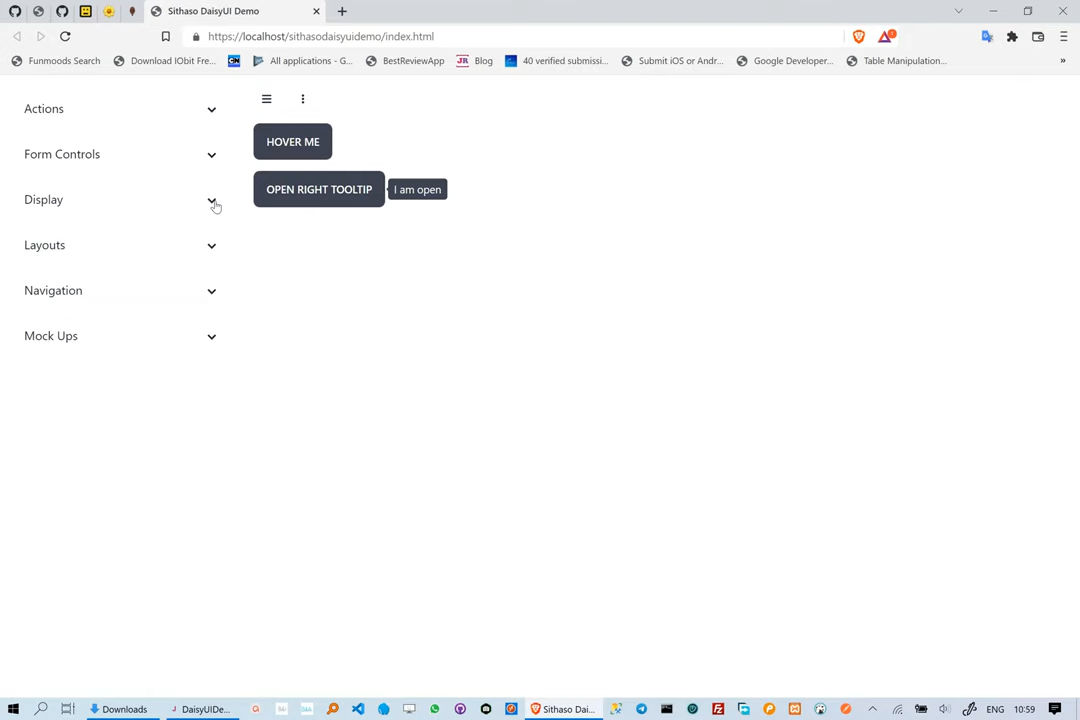 Sithaso DaisyUI Demo
https://localhost/sithasodaisyuidemo/index.html
Funmoods Search
Download IObit Fre...
All applications - G...
BestReviewApp
JR Blog
40 verified submissi...
Submit iOS or Andr...
Google Developer...
Table Manipulation...
»
Actions
Form Controls
Display
Layouts
Navigation
Mock Ups
HOVER ME
OPEN RIGHT TOOLTIP
I am open
Downloads
DaisyUIDe...
Sithaso Dai...
ENG
10:59